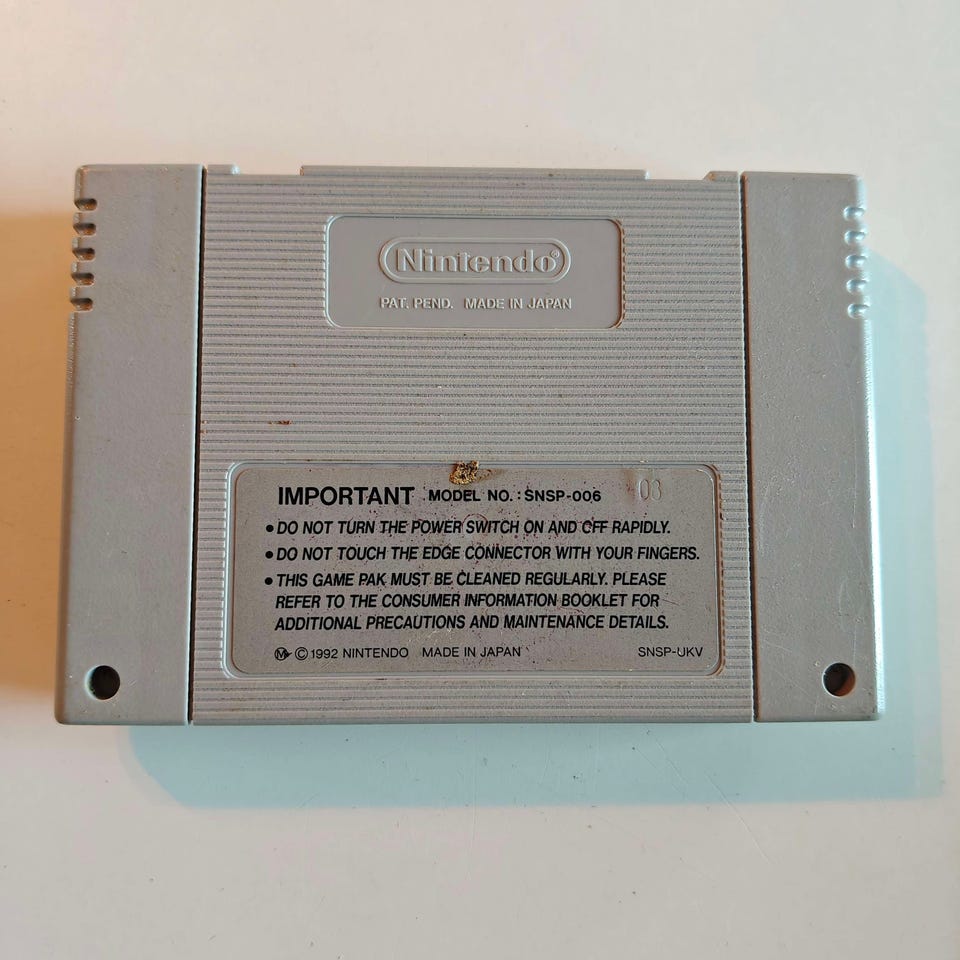 Nintendo®
PAT. PEND. MADE IN JAPAN
IMPORTANT MODEL NO. : SNSP-006 03
● DO NOT TURN THE POWER SWITCH ON AND OFF RAPIDLY.
● DO NOT TOUCH THE EDGE CONNECTOR WITH YOUR FINGERS.
● THIS GAME PAK MUST BE CLEANED REGULARLY. PLEASE
REFER TO THE CONSUMER INFORMATION BOOKLET FOR
ADDITIONAL PRECAUTIONS AND MAINTENANCE DETAILS.
Ⓜ © 1992 NINTENDO MADE IN JAPAN SNSP-UKV